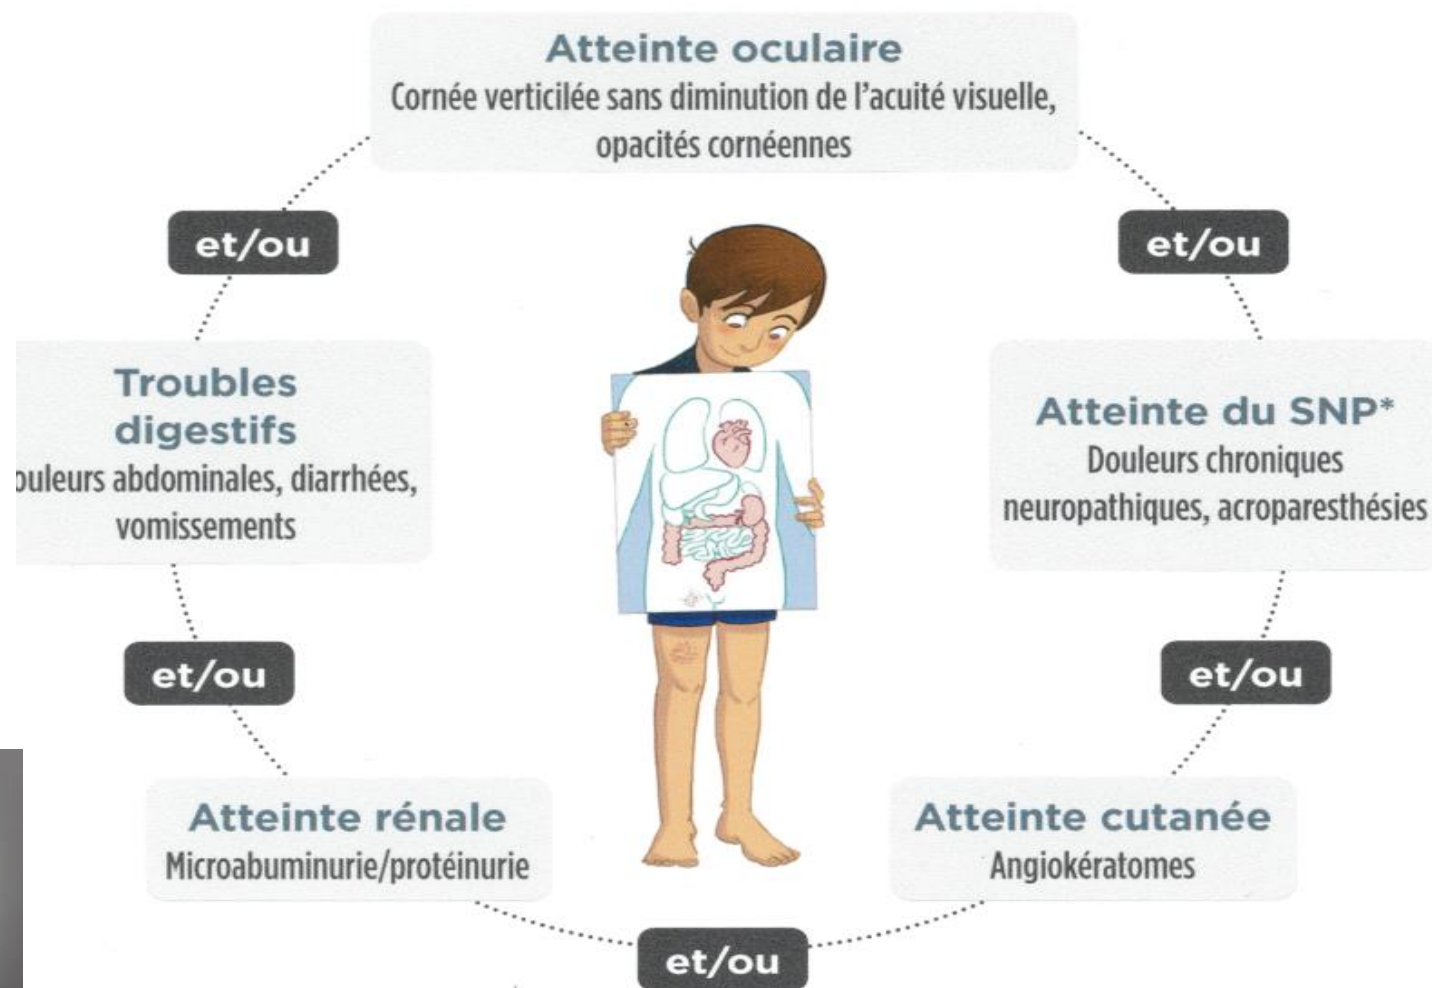 Atteinte oculaire
Cornée verticilée sans diminution de l'acuité visuelle,
opacités cornéennes
et/ou
et/ou
Troubles
digestifs
ouleurs abdominales, diarrhées,
vomissements
Atteinte du SNP*
Douleurs chroniques
neuropathiques, acroparesthésies
et/ou
et/ou
Atteinte rénale
Microabuminurie/protéinurie
Atteinte cutanée
Angiokératomes
et/ou